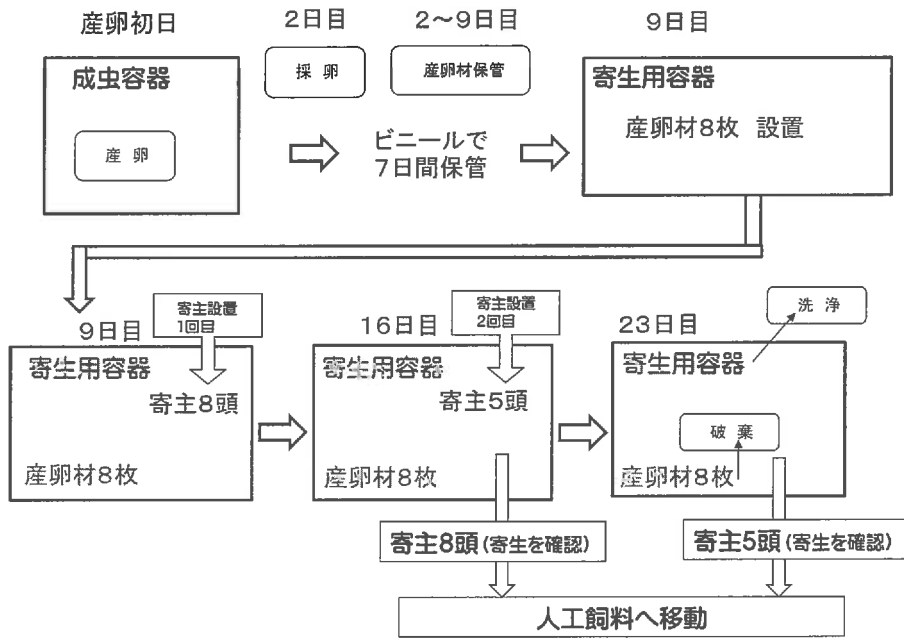 産卵初日
2日目
2～9日目
9日目
成虫容器
産 卵
採 卵
産卵材保管
ビニールで
7日間保管
寄生用容器
産卵材8枚 設置
9日目
寄主設置
1回目
寄生用容器
寄主8頭
産卵材8枚
16日目
寄主設置
2回目
寄生用容器
寄主5頭
産卵材8枚
23日目
洗 浄
寄生用容器
破 棄
産卵材8枚
寄主8頭(寄生を確認)
寄主5頭(寄生を確認)
人工飼料へ移動